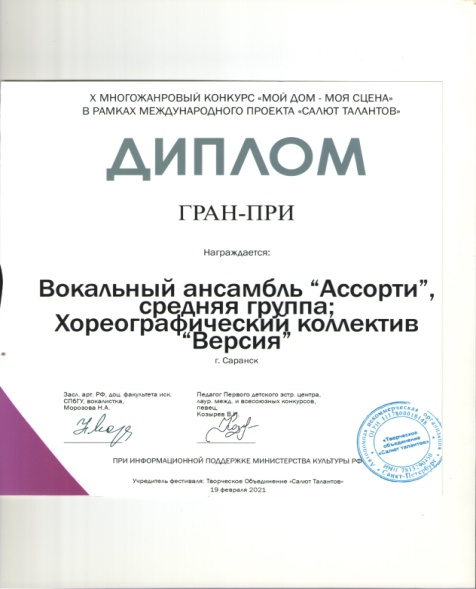 X МНОГОЖАНРОВЫЙ КОНКУРС «МОЙ ДОМ - МОЯ СЦЕНА»
В РАМКАХ МЕЖДУНАРОДНОГО ПРОЕКТА «САЛЮТ ТАЛАНТОВ»
ДИПЛОМ
ГРАН-ПРИ
Награждается:
Вокальный ансамбль “Ассорти”,
средняя группа;
Хореографический коллектив
“Версия”
г. Саранск
Засл. арт. РФ, доц. факультета иск.
СПбГУ, вокалистка,
Морозова Н.А.
Педагог Первого детского эстр. центра,
лаур. межд. и всесоюзных конкурсов,
певец
Козырев В.И.
Автономная некоммерческая организация
«Творческое
объединение
«Салют талантов»
Санкт-Петербург
ПРИ ИНФОРМАЦИОННОЙ ПОДДЕРЖКЕ МИНИСТЕРСТВА КУЛЬТУРЫ РФ
Учредитель фестиваля: Творческое Объединение «Салют Талантов»
19 февраля 2021